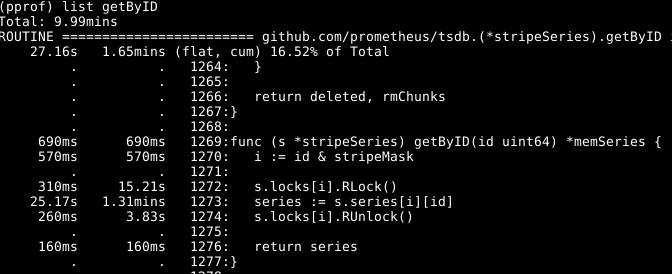 (pprof) list getByID
Total: 9.99mins
ROUTINE ======================== github.com/prometheus/tsdb.(*stripeSeries).getByID
27.16s 1.65mins (flat, cum) 16.52% of Total
. . 1264: }
. . 1265:
. . 1266: return deleted, rmChunks
. . 1267:}
. . 1268:
690ms 690ms 1269:func (s *stripeSeries) getByID(id uint64) *memSeries {
570ms 570ms 1270: i := id & stripeMask
. . 1271:
310ms 15.21s 1272: s.locks[i].RLock()
25.17s 1.31mins 1273: series := s.series[i][id]
260ms 3.83s 1274: s.locks[i].RUnlock()
. . 1275:
160ms 160ms 1276: return series
. . 1277:}